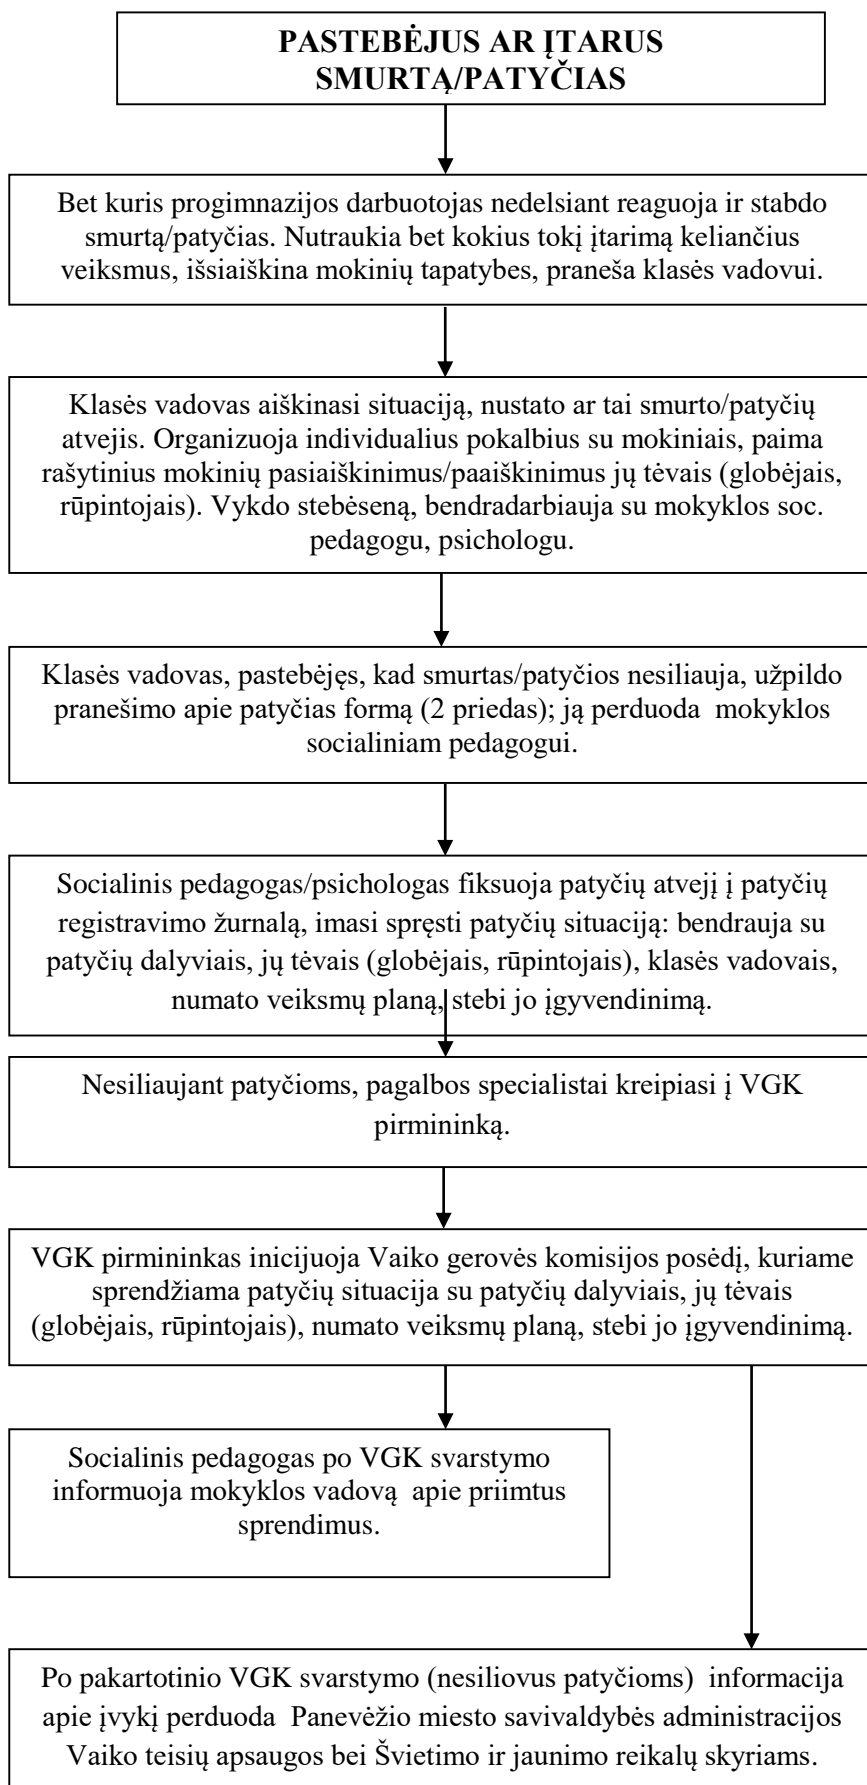 PASTEBĖJUS AR ĮTARUS
SMURTĄ/PATYČIAS
Bet kuris progimnazijos darbuotojas nedelsiant reaguoja ir stabdo
smurtą/patyčias. Nutraukia bet kokius tokį įtarimą keliančius
veiksmus, išsiaiškina mokinių tapatybes, praneša klasės vadovui.
Klasės vadovas aiškinasi situaciją, nustato ar tai smurto/patyčių
atvejis. Organizuoja individualius pokalbius su mokiniais, paima
rašytinius mokinių pasiaiškinimus/paaiškinimus jų tėvais (globėjais,
rūpintojais). Vykdo stebėseną, bendradarbiauja su mokyklos soc.
pedagogu, psichologu.
Klasės vadovas, pastebėjęs, kad smurtas/patyčios nesiliauja, užpildo
pranešimo apie patyčias formą (2 priedas); ją perduoda mokyklos
socialiniam pedagogui.
Socialinis pedagogas/psichologas fiksuoja patyčių atvejį į patyčių
registravimo žurnalą, imasi spręsti patyčių situaciją: bendrauja su
patyčių dalyviais, jų tėvais (globėjais, rūpintojais), klasės vadovais,
numato veiksmų planą, stebi jo įgyvendinimą.
Nesiliaujant patyčioms, pagalbos specialistai kreipiasi į VGK
pirmininką.
VGK pirmininkas inicijuoja Vaiko gerovės komisijos posėdį, kuriame
sprendžiama patyčių situacija su patyčių dalyviais, jų tėvais
(globėjais, rūpintojais), numato veiksmų planą, stebi jo įgyvendinimą.
Socialinis pedagogas po VGK svarstymo
informuoja mokyklos vadovą apie priimtus
sprendimus.
Po pakartotinio VGK svarstymo (nesiliovus patyčioms) informacija
apie įvykį perduoda Panevėžio miesto savivaldybės administracijos
Vaiko teisių apsaugos bei Švietimo ir jaunimo reikalų skyriams.